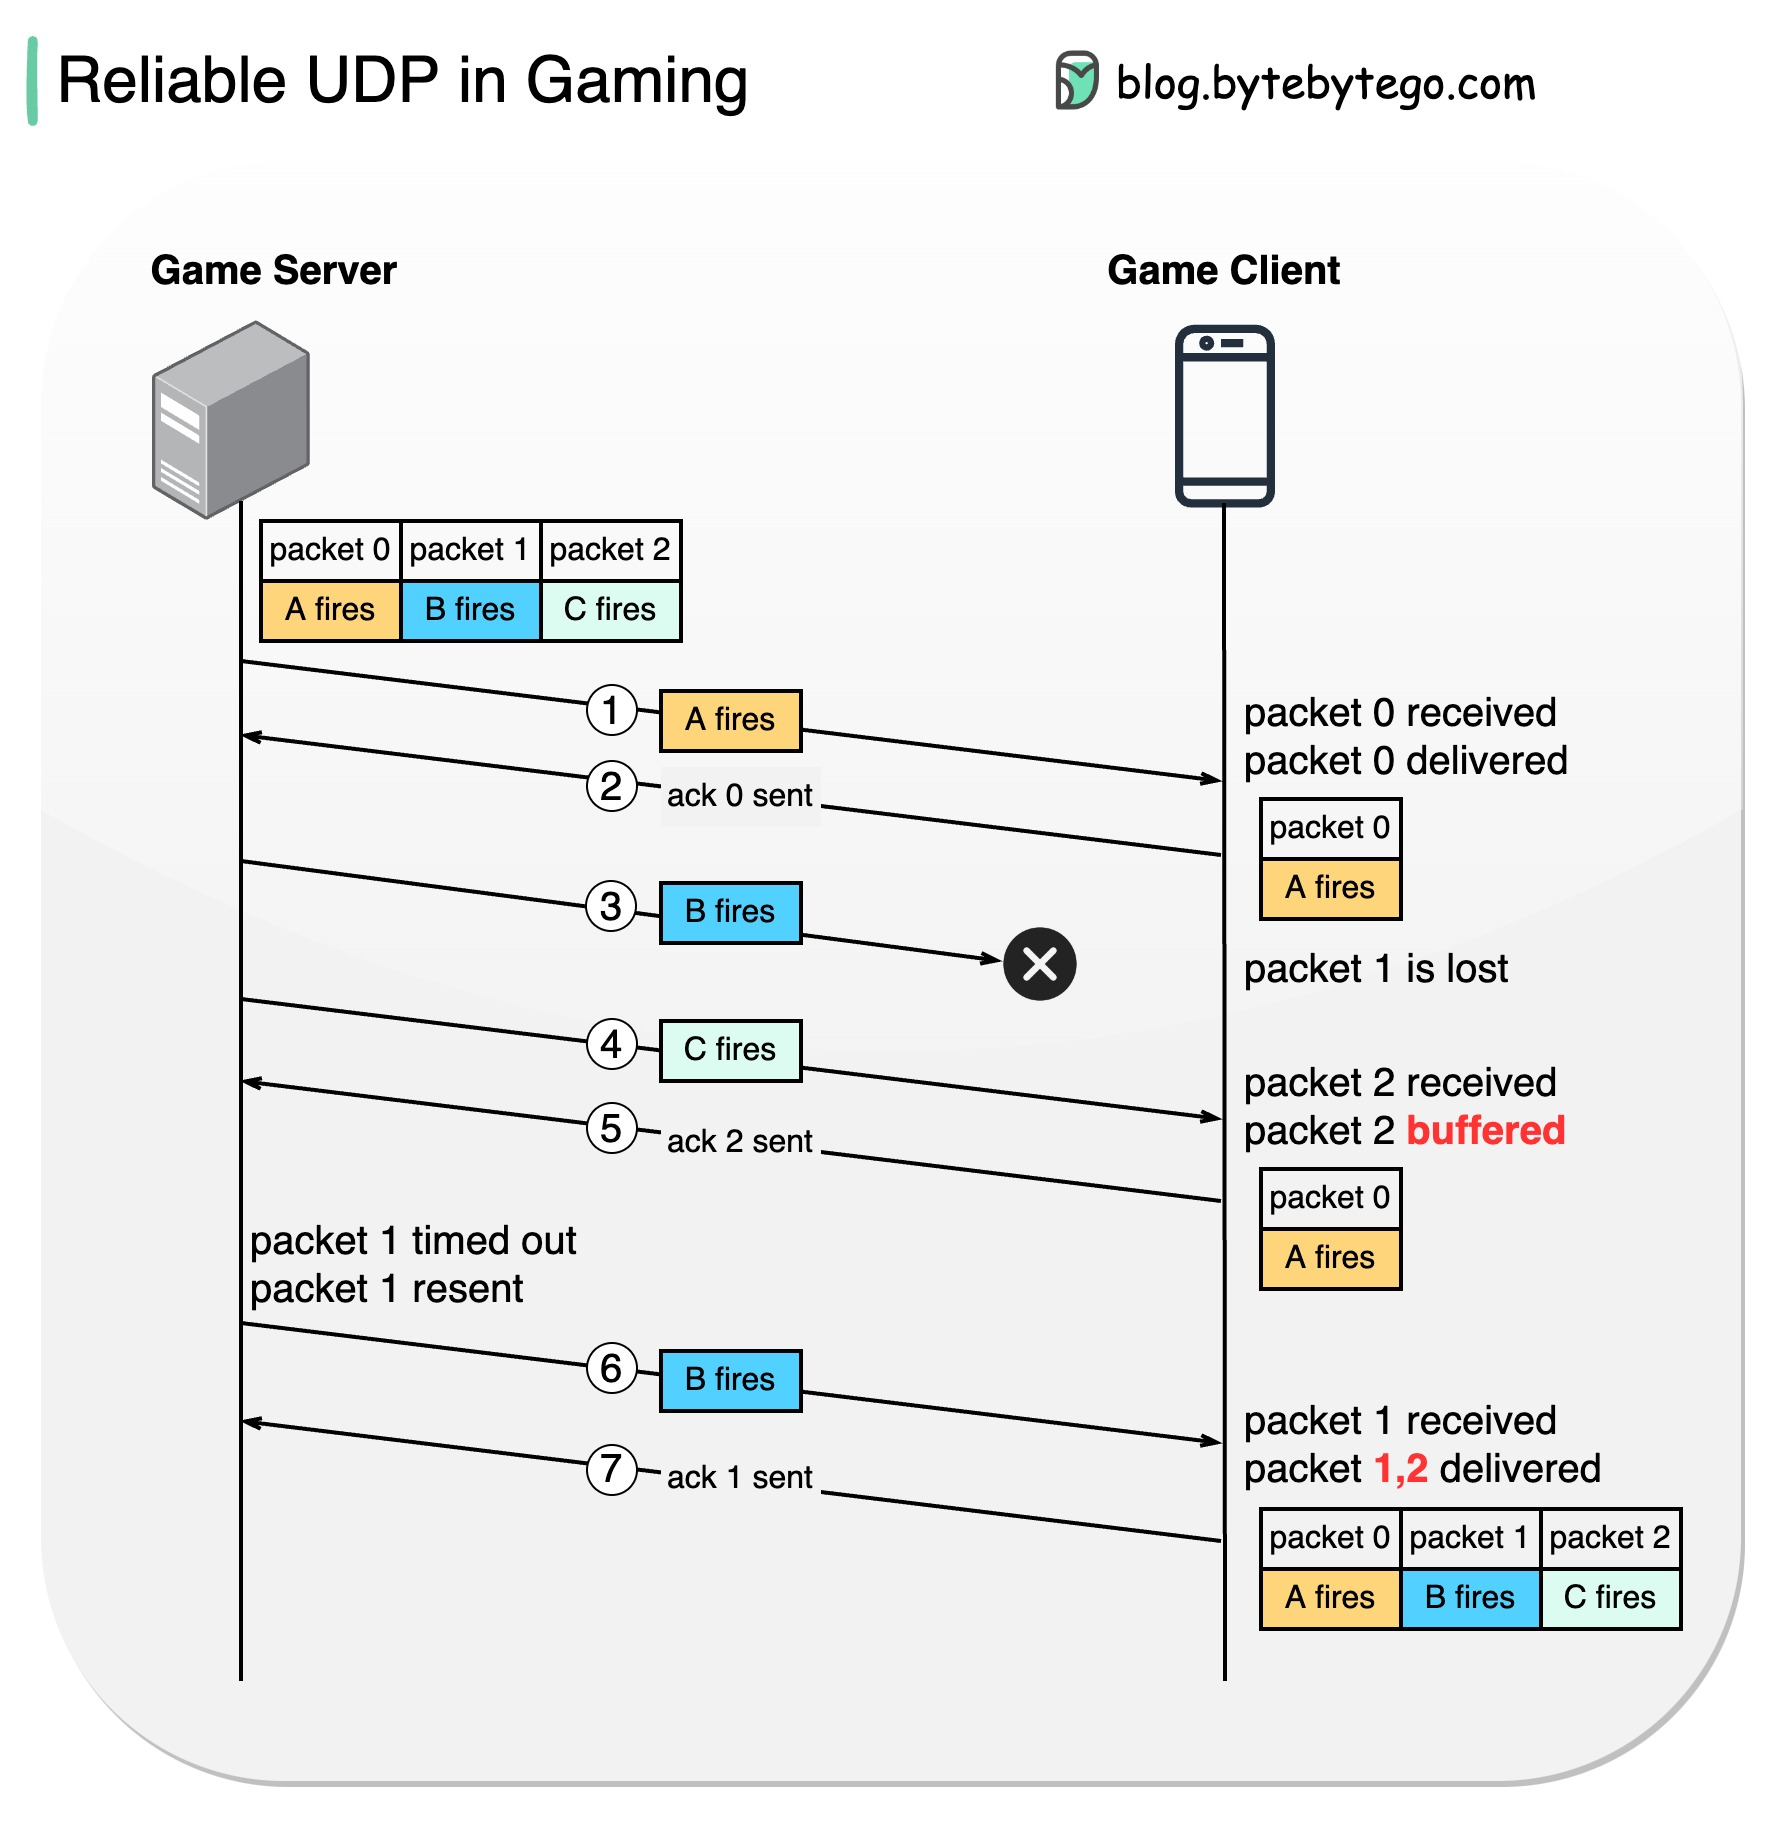 Reliable UDP in Gaming
blog.bytebytego.com
Game Server
Game Client
packet 0 packet 1 packet 2
A fires B fires C fires
1 A fires
packet 0 received
packet 0 delivered
2 ack 0 sent
packet 0
A fires
3 B fires
packet 1 is lost
4 C fires
packet 2 received
packet 2 buffered
5 ack 2 sent
packet 0
A fires
packet 1 timed out
packet 1 resent
6 B fires
packet 1 received
packet 1,2 delivered
7 ack 1 sent
packet 0 packet 1 packet 2
A fires B fires C fires